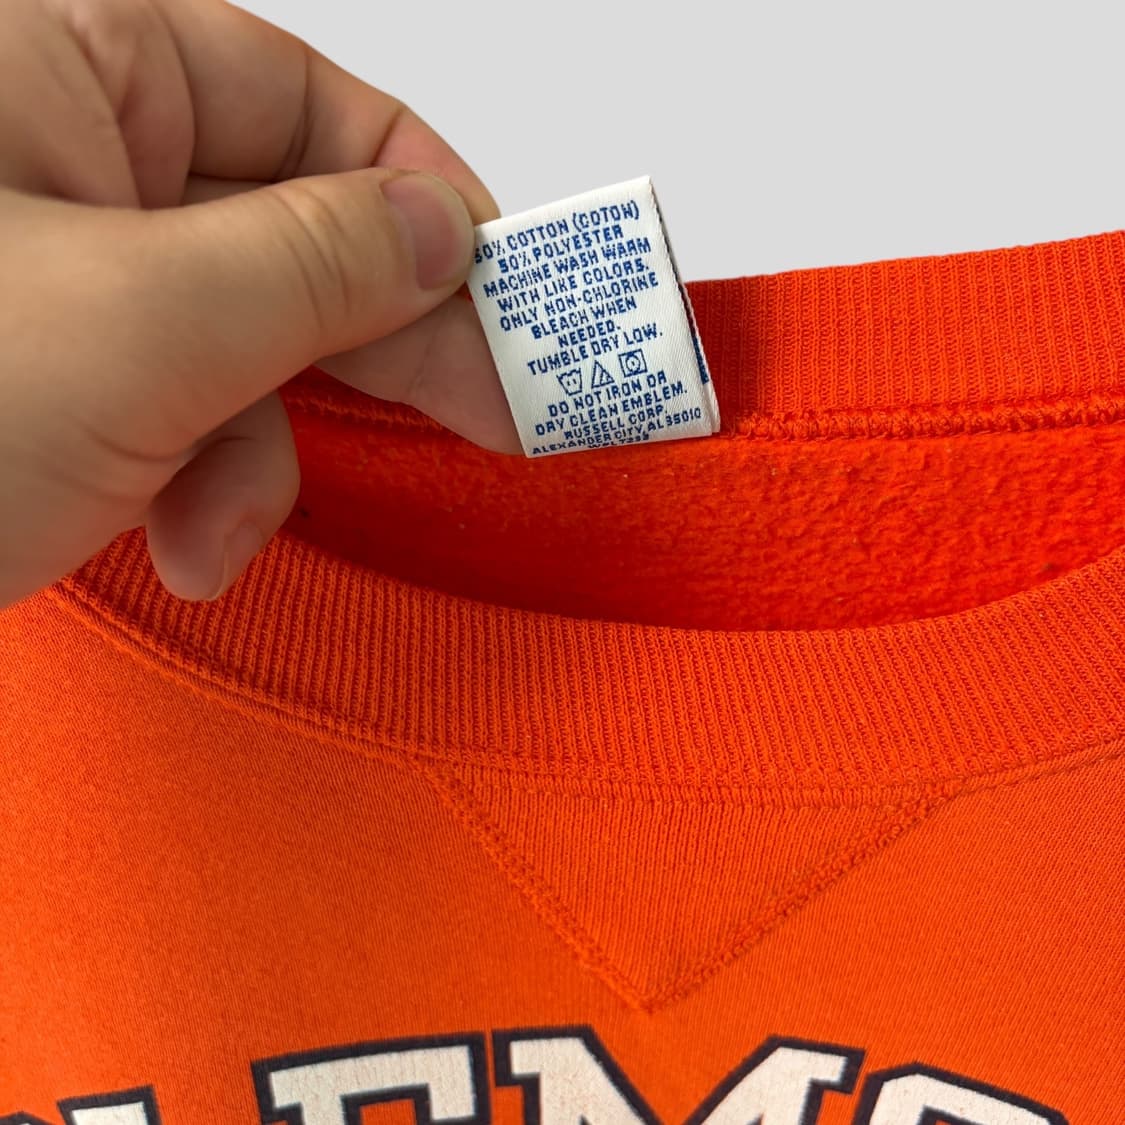 50% COTTON (COTON)
50% POLYESTER
MACHINE WASH WARM
WITH LIKE COLORS.
ONLY NON-CHLORINE
BLEACH WHEN
NEEDED.
TUMBLE DRY LOW.
DO NOT IRON OR
DRY CLEAN EMBLEM.
RUSSELL CORP.
ALEXANDER CITY, AL 35010
LEMS